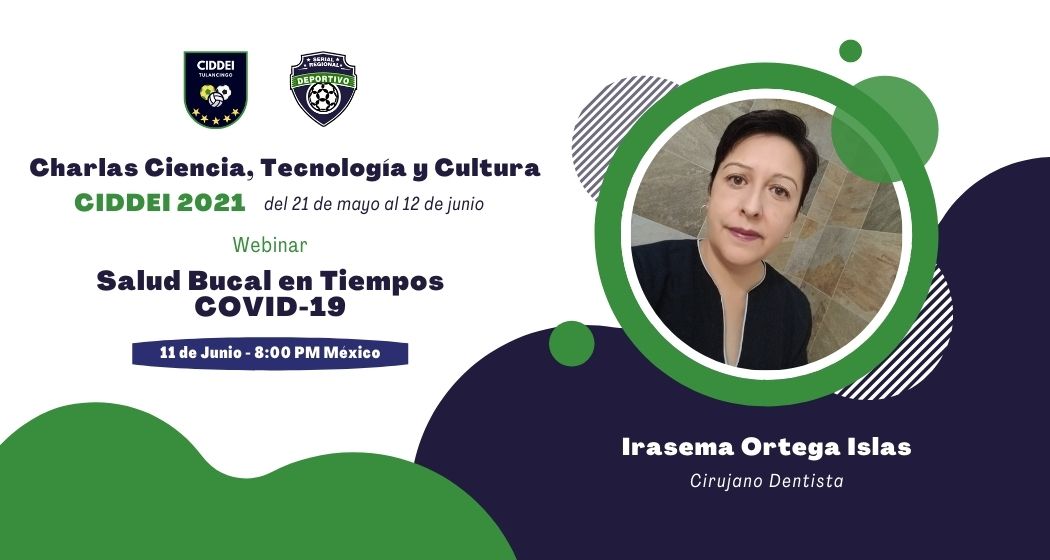 CIDDEI
TULANCINGO
SERIAL
REGIONAL
DEPORTIVO
Charlas Ciencia, Tecnología y Cultura
CIDDEI 2021 del 21 de mayo al 12 de junio
Webinar
Salud Bucal en Tiempos
COVID-19
11 de Junio - 8:00 PM México
Irasema Ortega Islas
Cirujano Dentista